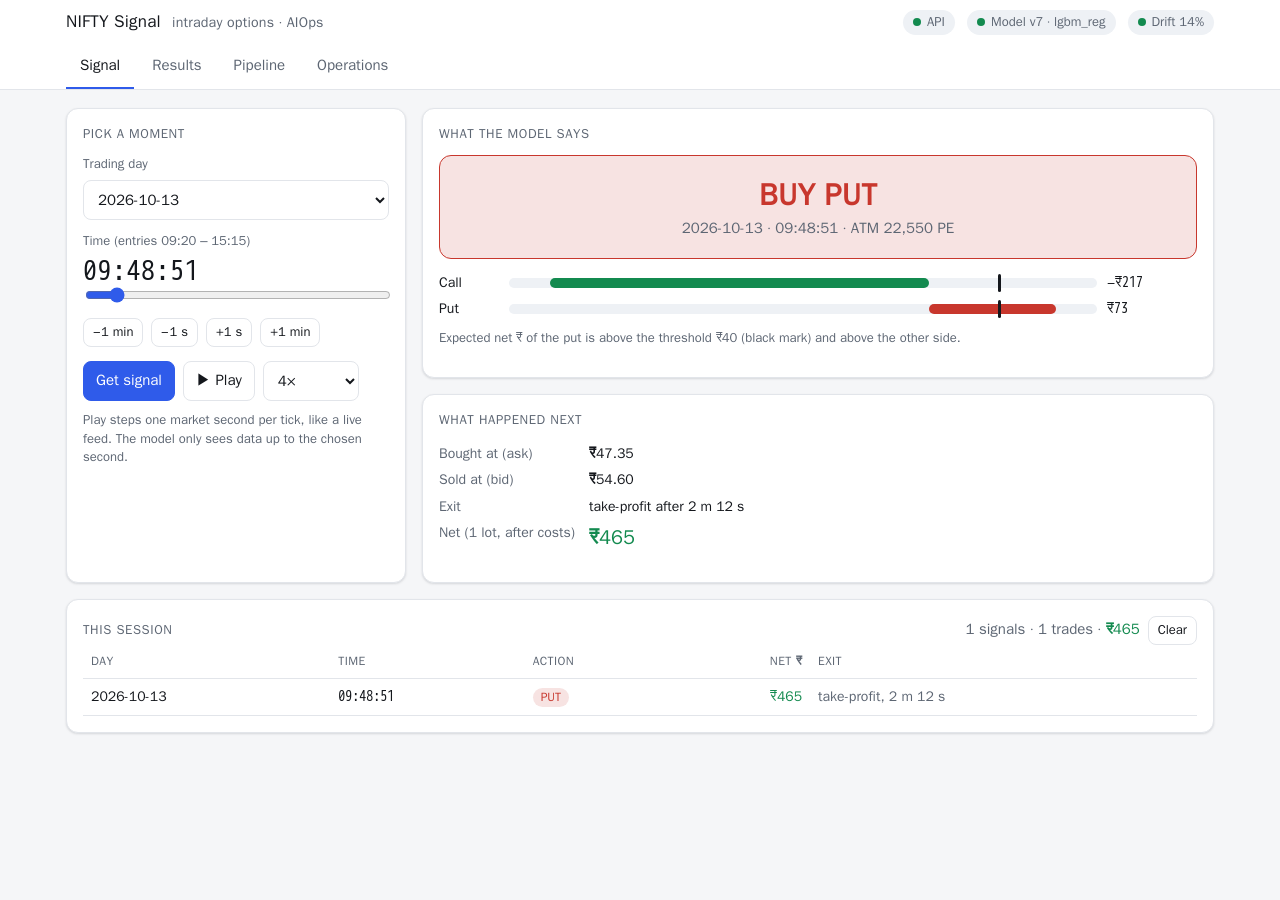 NIFTY Signal intraday options · AIOps
API
Model v7 · lgbm_reg
Drift 14%
Signal Results Pipeline Operations
PICK A MOMENT
Trading day
2026-10-13
Time (entries 09:20 – 15:15)
09:48:51
−1 min −1 s +1 s +1 min
Get signal ▶ Play 4×
Play steps one market second per tick, like a live
feed. The model only sees data up to the chosen
second.
WHAT THE MODEL SAYS
BUY PUT
2026-10-13 · 09:48:51 · ATM 22,550 PE
Call −₹217
Put ₹73
Expected net ₹ of the put is above the threshold ₹40 (black mark) and above the other side.
WHAT HAPPENED NEXT
Bought at (ask) ₹47.35
Sold at (bid) ₹54.60
Exit take-profit after 2 m 12 s
Net (1 lot, after costs) ₹465
THIS SESSION
1 signals · 1 trades · ₹465 Clear
DAY TIME ACTION NET ₹ EXIT
2026-10-13 09:48:51 PUT ₹465 take-profit, 2 m 12 s